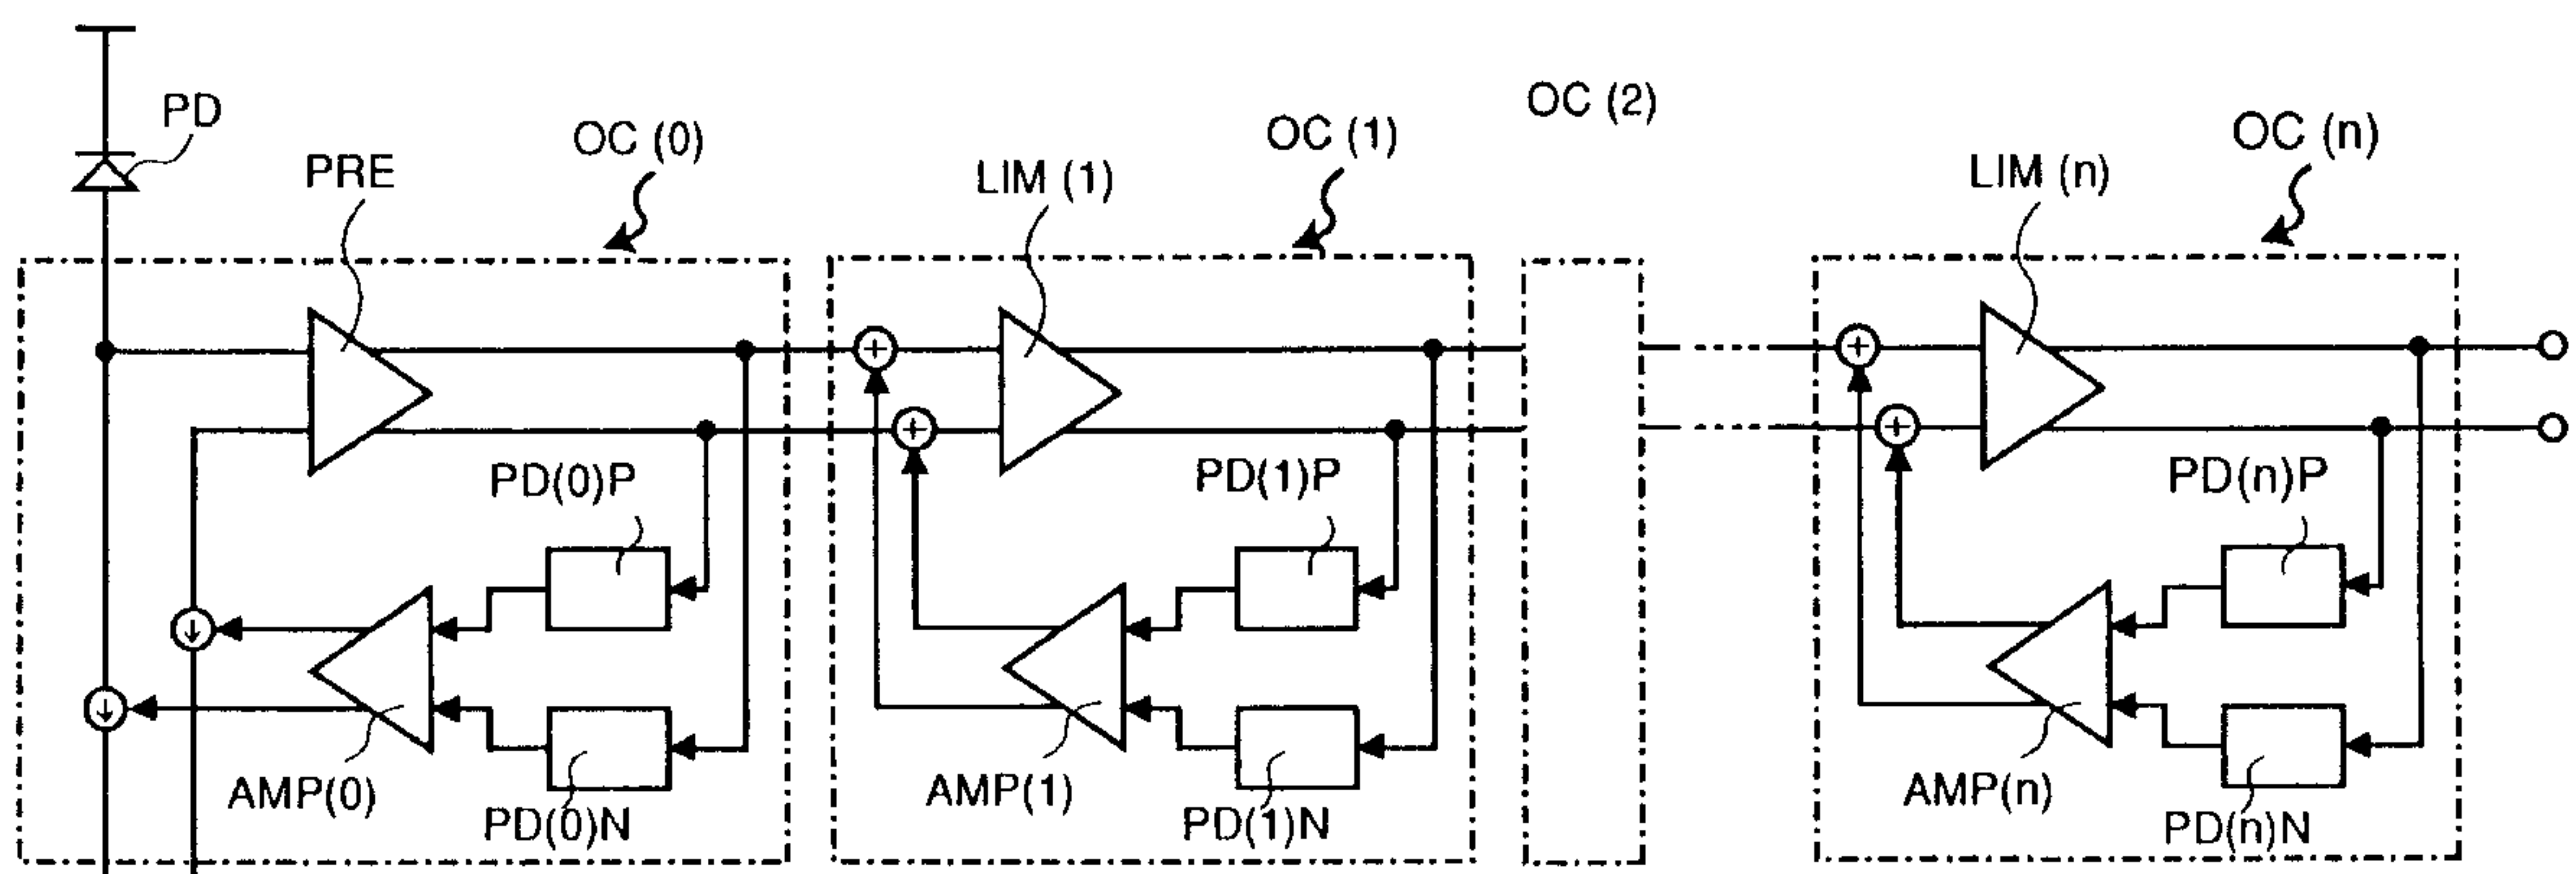 PD
PRE
OC (0)
LIM (1)
OC (1)
OC (2)
LIM (n)
OC (n)
PD(0)P
PD(1)P
PD(n)P
AMP(0)
PD(0)N
AMP(1)
PD(1)N
AMP(n)
PD(n)N